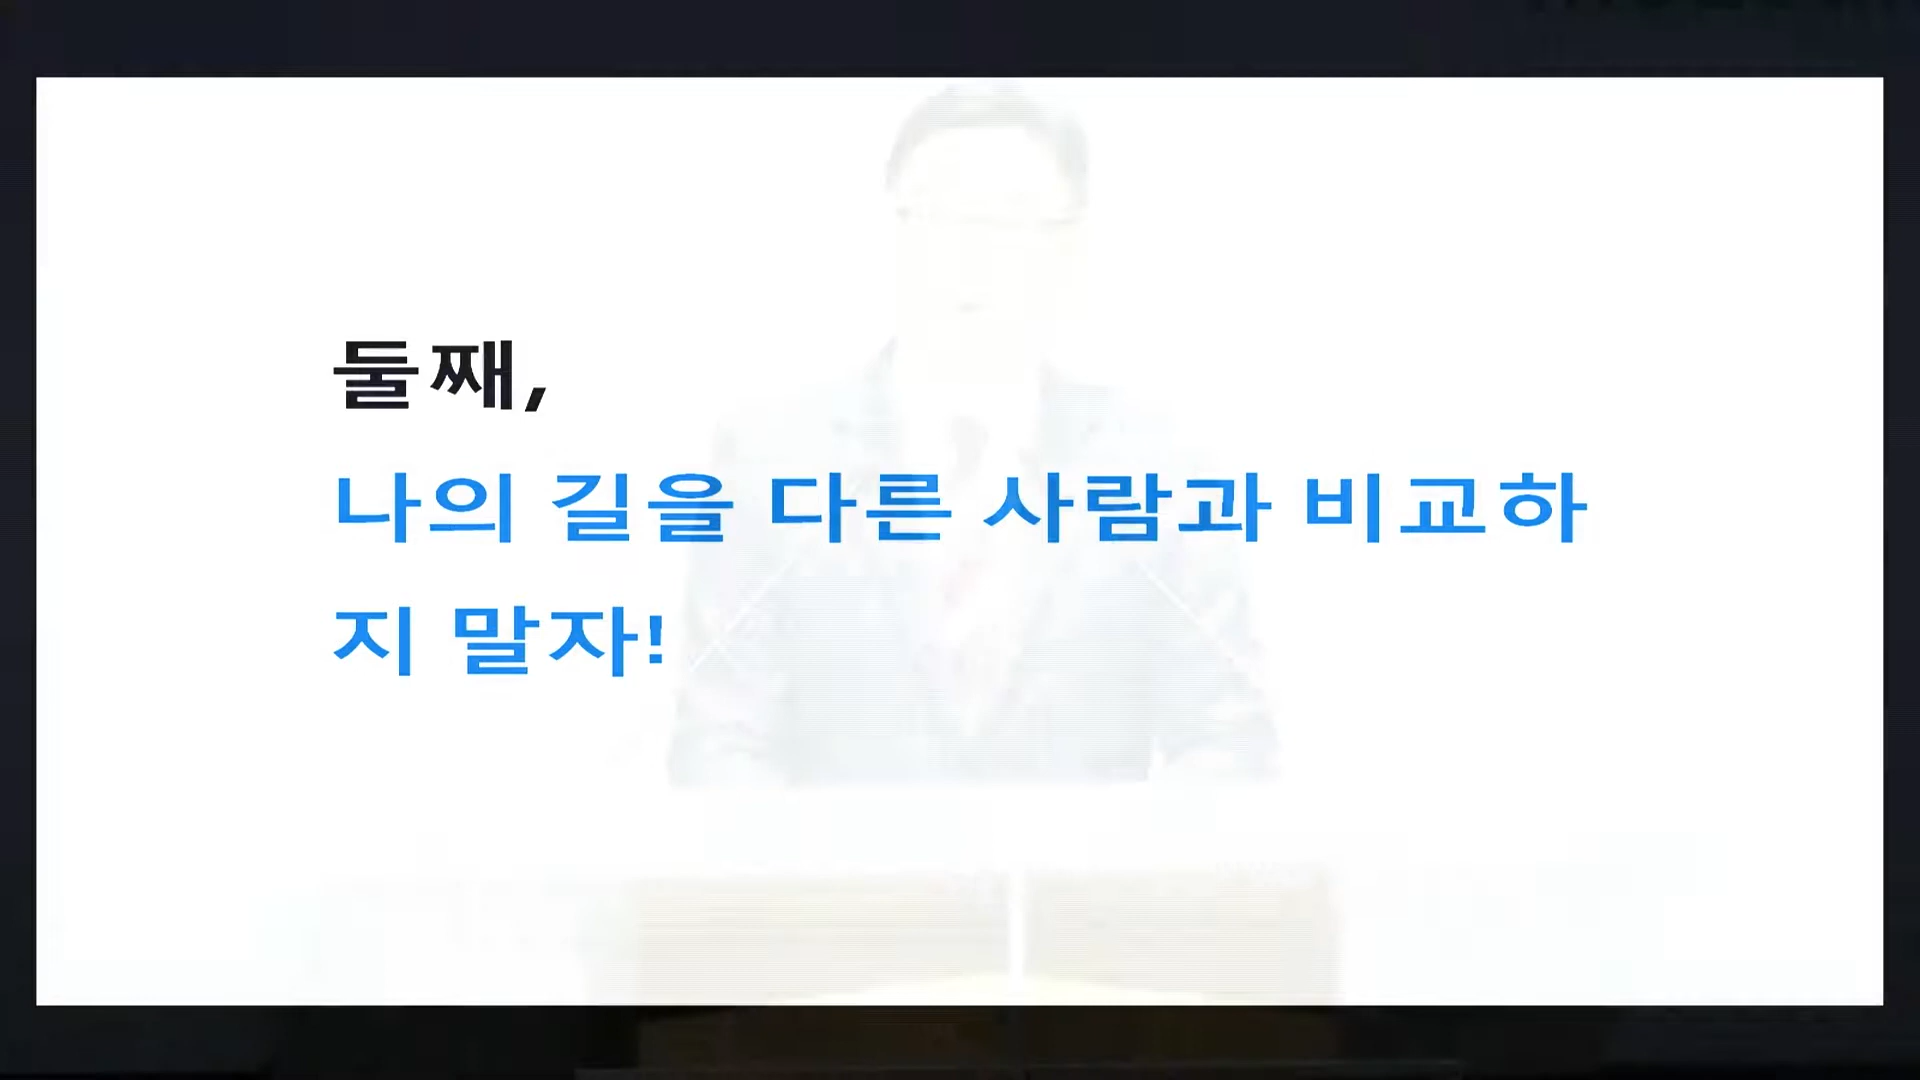 둘째,
나의 길을 다른 사람과 비교하
지 말자!